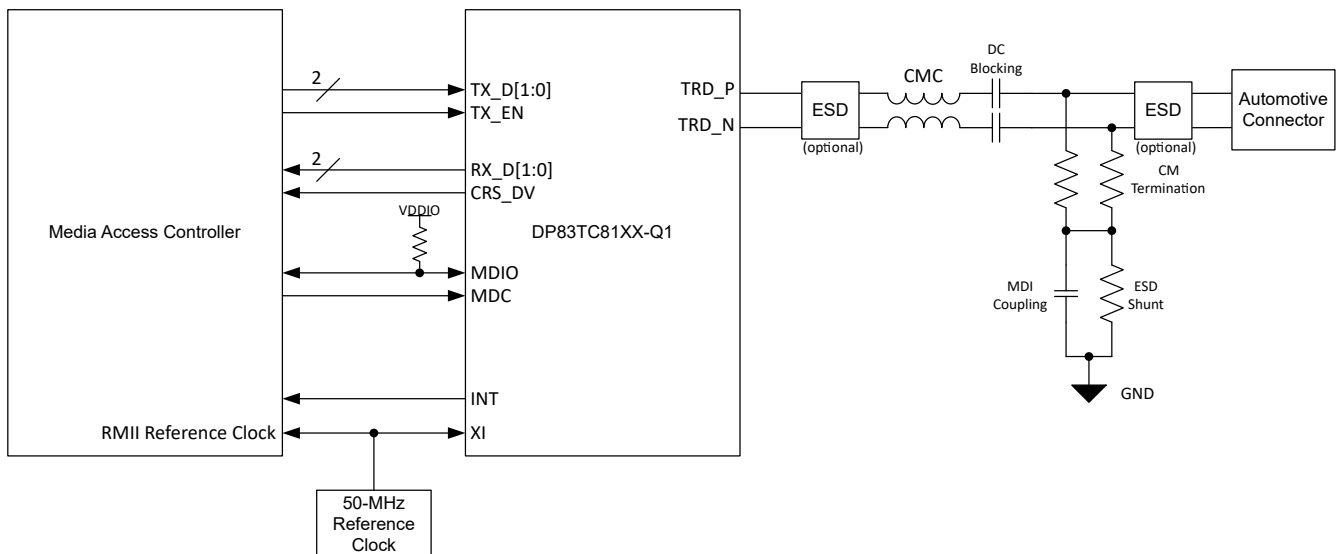 Media Access Controller
RMII Reference Clock
2
2
VDDIO
50-MHz
Reference
Clock
TX_D[1:0]
TX_EN
RX_D[1:0]
CRS_DV
MDIO
MDC
INT
XI
DP83TC81XX-Q1
TRD_P
TRD_N
ESD
(optional)
CMC
DC
Blocking
ESD
(optional)
CM
Termination
Automotive
Connector
MDI
Coupling
ESD
Shunt
GND